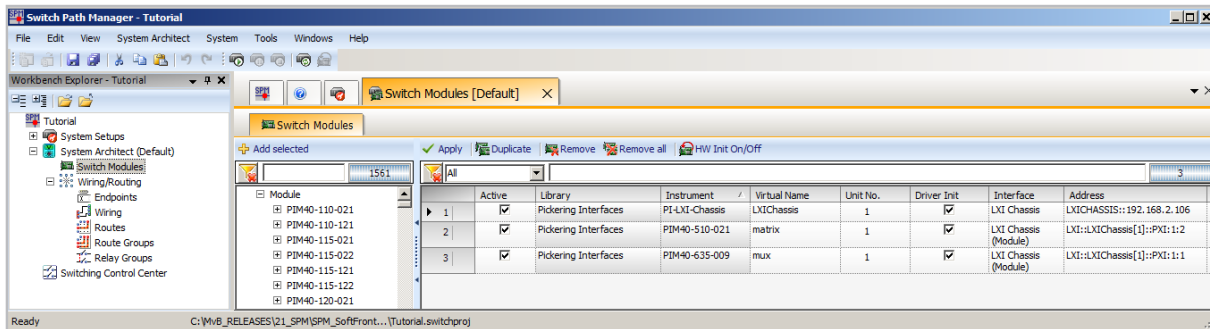 SPM Switch Path Manager - Tutorial
File Edit View System Architect System Tools Windows Help
Workbench Explorer - Tutorial
SPM Switch Modules [Default]
Switch Modules
SPM Tutorial
System Setups
System Architect (Default)
Switch Modules
Wiring/Routing
Endpoints
Wiring
Routes
Route Groups
Relay Groups
Switching Control Center
Add selected
1561
Module
PIM40-110-021
PIM40-110-121
PIM40-115-021
PIM40-115-022
PIM40-115-121
PIM40-115-122
PIM40-120-021
Apply Duplicate Remove Remove all HW Init On/Off
All 3
Active Library Instrument Virtual Name Unit No. Driver Init Interface Address
1 Pickering Interfaces PI-LXI-Chassis LXIChassis 1 LXI Chassis LXICHASSIS::192.168.2.106
2 Pickering Interfaces PIM40-510-021 matrix 1 LXI Chassis (Module) LXI::LXIChassis[1]::PXI:1:2
3 Pickering Interfaces PIM40-635-009 mux 1 LXI Chassis (Module) LXI::LXIChassis[1]::PXI:1:1
Ready C:\MvB_RELEASES\21_SPM\SPM_SoftFront...\Tutorial.switchproj